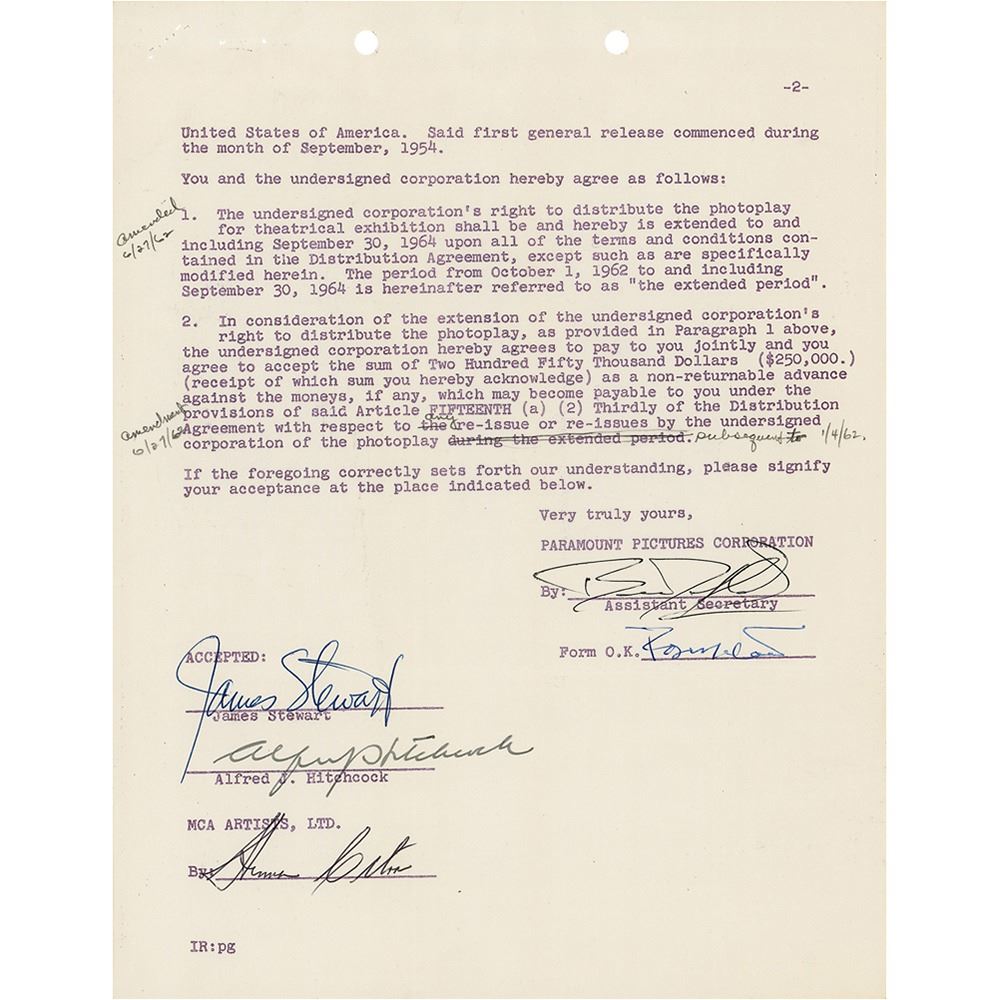 -2-
United States of America. Said first general release commenced during
the month of September, 1954.
You and the undersigned corporation hereby agree as follows:
amended
6/27/62
1. The undersigned corporation's right to distribute the photoplay
for theatrical exhibition shall be and hereby is extended to and
including September 30, 1964 upon all of the terms and conditions con-
tained in the Distribution Agreement, except such as are specifically
modified herein. The period from October 1, 1962 to and including
September 30, 1964 is hereinafter referred to as "the extended period".
2. In consideration of the extension of the undersigned corporation's
right to distribute the photoplay, as provided in Paragraph 1 above,
the undersigned corporation hereby agrees to pay to you jointly and you
agree to accept the sum of Two Hundred Fifty Thousand Dollars ($250,000.)
(receipt of which sum you hereby acknowledge) as a non-returnable advance
against the moneys, if any, which may become payable to you under the
provisions of said Article FIFTEENTH (a) (2) Thirdly of the Distribution
amendment
6/27/62
any
Agreement with respect to the re-issue or re-issues by the undersigned
corporation of the photoplay during the extended period. subsequent to 1/4/62.
If the foregoing correctly sets forth our understanding, please signify
your acceptance at the place indicated below.
Very truly yours,
PARAMOUNT PICTURES CORPORATION
By:
Assistant Secretary
Form O.K.
ACCEPTED:
James Stewart
James Stewart
Alfred J Hitchcock
Alfred J. Hitchcock
MCA ARTISTS, LTD.
By: Herman Citron
IR:pg